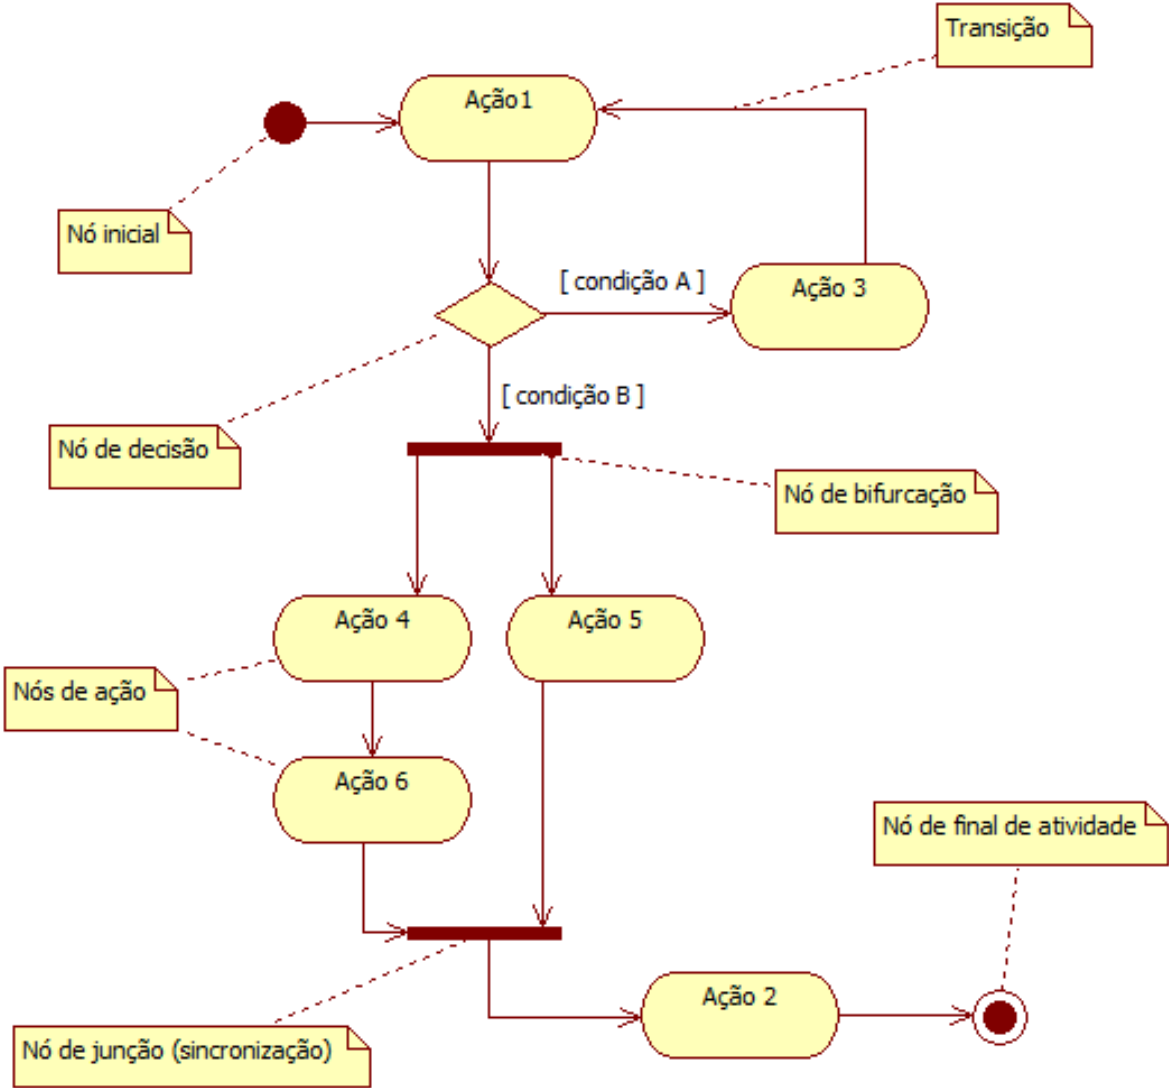 Transição
Ação1
Nó inicial
[ condição A ]
Ação 3
[ condição B ]
Nó de decisão
Nó de bifurcação
Ação 4
Ação 5
Nós de ação
Ação 6
Nó de final de atividade
Ação 2
Nó de junção (sincronização)